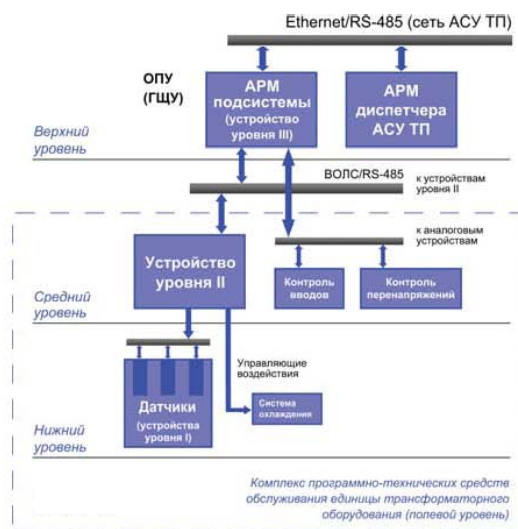 Ethernet/RS-485 (сеть АСУ ТП)
ОПУ
(ГЩУ)
АРМ
подсистемы
(устройство
уровня III)
АРМ
диспетчера
АСУ ТП
Верхний
уровень
ВОЛС/RS-485
к устройствам
уровня II
к аналоговым
устройствам
Устройство
уровня II
Контроль
вводов
Контроль
перенапряжений
Средний
уровень
Управляющие
воздействия
Датчики
(устройства
уровня I)
Система
охлаждения
Нижний
уровень
Комплекс программно-технических средств
обслуживания единицы трансформаторного
оборудования (полевой уровень)